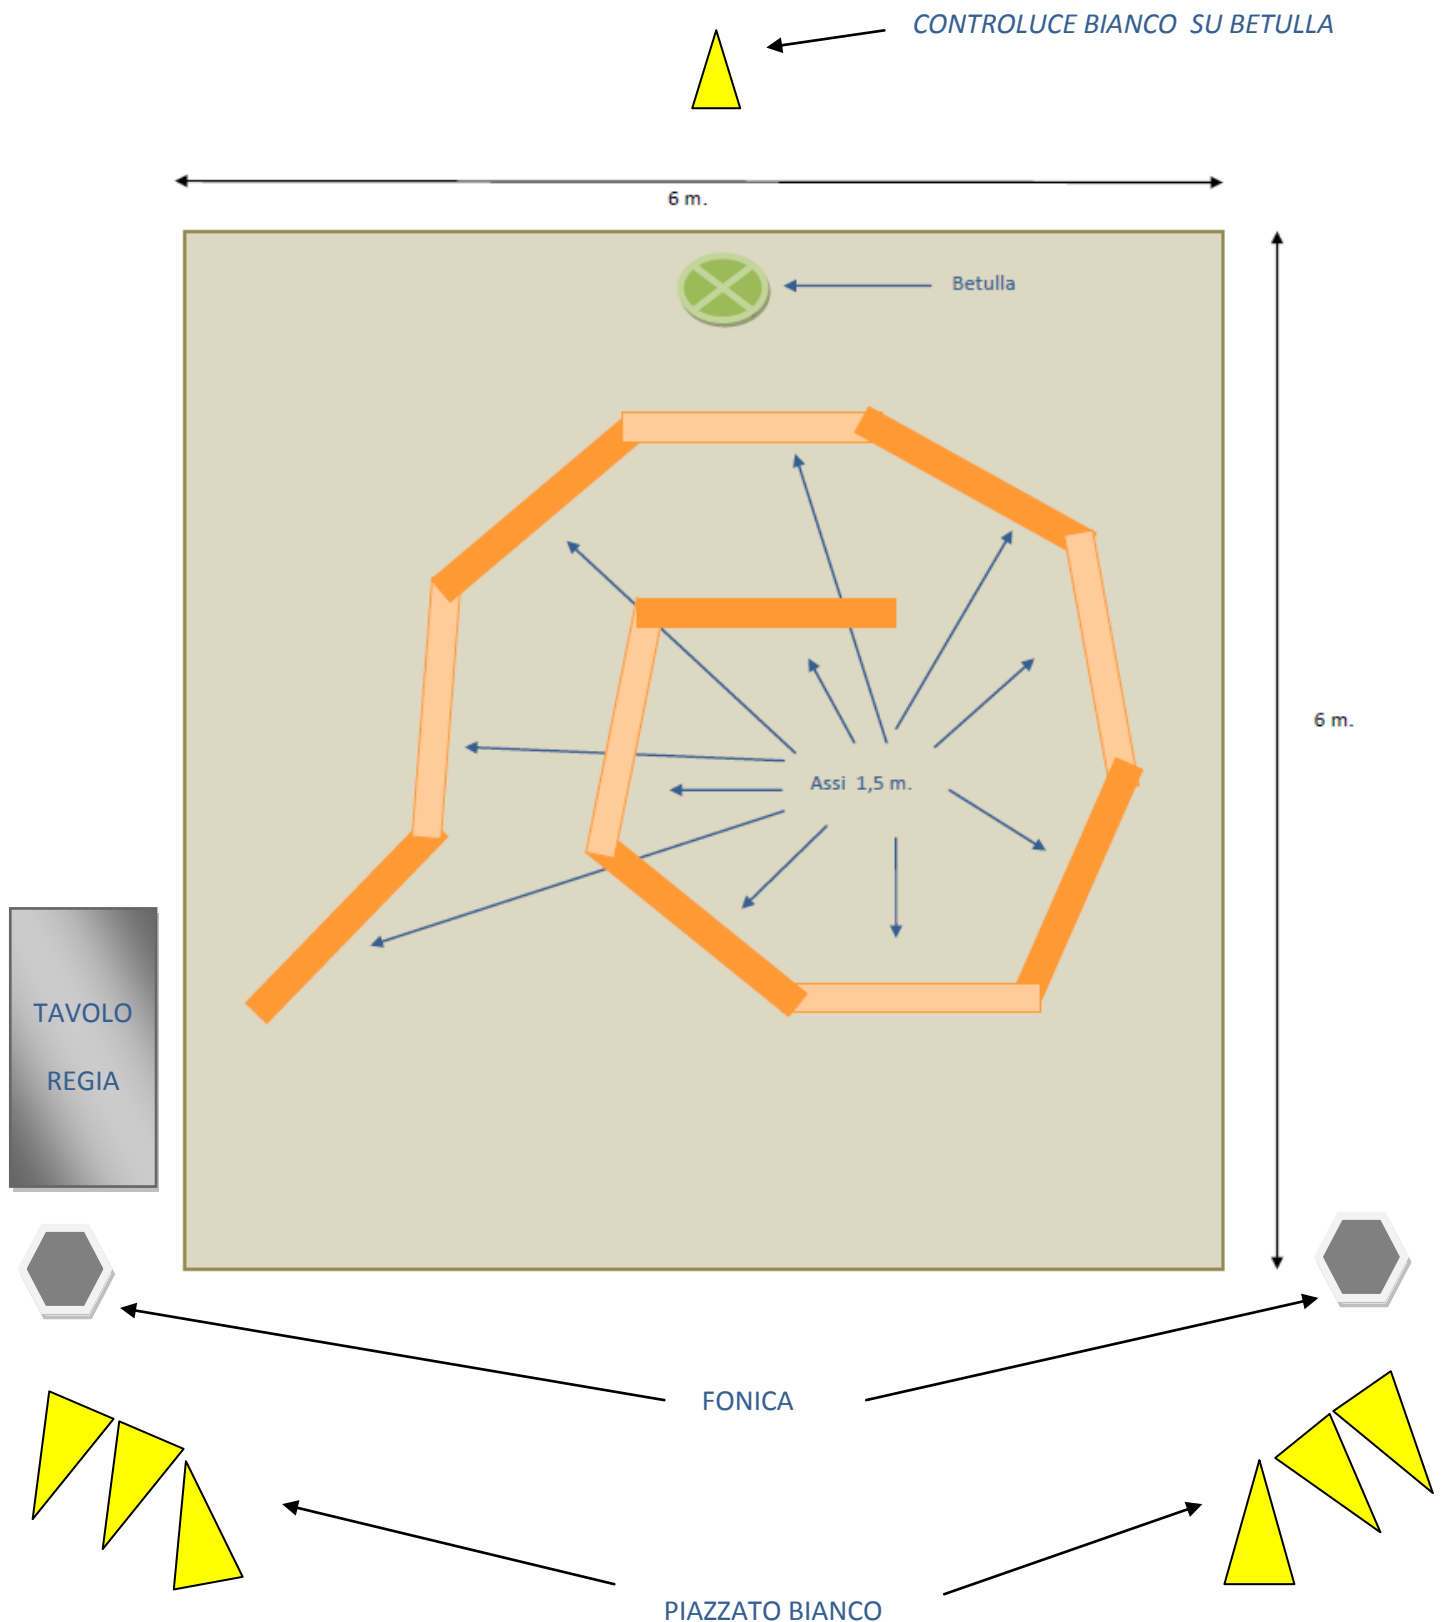 CONTROLUCE BIANCO  SU BETULLA
6 m.
Betulla
6 m.
Assi  1,5 m.
TAVOLO
REGIA
FONICA
PIAZZATO BIANCO